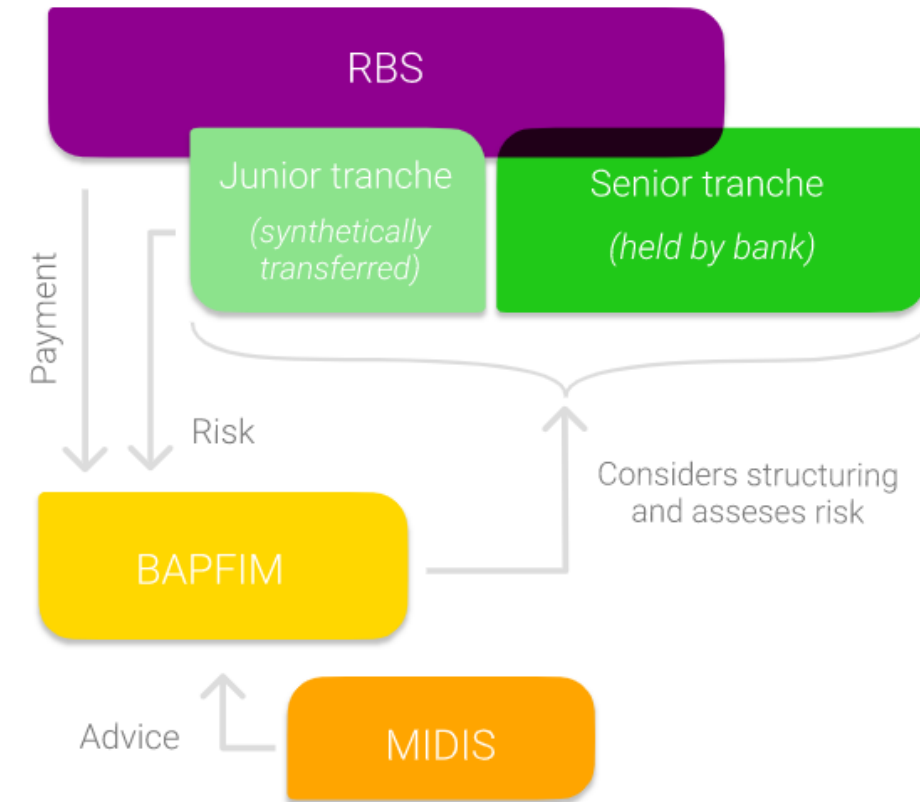 RBS
Junior tranche
(synthetically
transferred)
Senior tranche
(held by bank)
Payment
Risk
Considers structuring
and asseses risk
BAPFIM
Advice
MIDIS